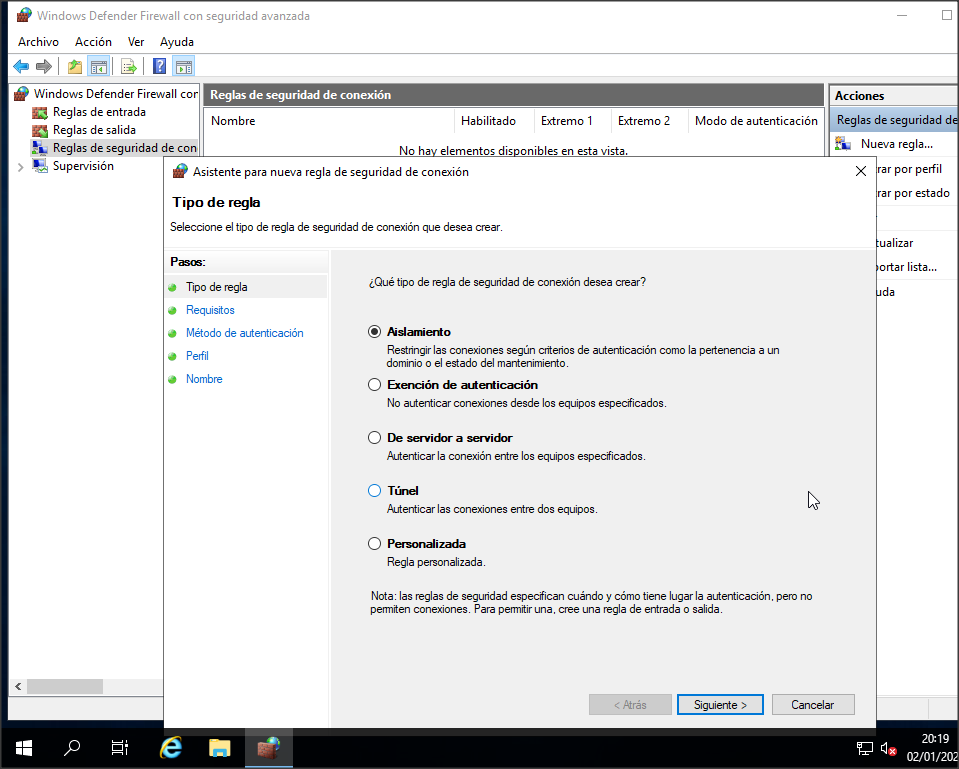 Windows Defender Firewall con seguridad avanzada
Archivo Acción Ver Ayuda
Windows Defender Firewall con
Reglas de entrada
Reglas de salida
Reglas de seguridad de con
Supervisión
Reglas de seguridad de conexión
Nombre Habilitado Extremo 1 Extremo 2 Modo de autenticación
No hay elementos disponibles en esta vista.
Acciones
Reglas de seguridad de
Nueva regla...
rar por perfil
rar por estado
tualizar
portar lista...
uda
Asistente para nueva regla de seguridad de conexión
Tipo de regla
Seleccione el tipo de regla de seguridad de conexión que desea crear.
Pasos:
Tipo de regla
Requisitos
Método de autenticación
Perfil
Nombre
¿Qué tipo de regla de seguridad de conexión desea crear?
Aislamiento
Restringir las conexiones según criterios de autenticación como la pertenencia a un
dominio o el estado del mantenimiento.
Exención de autenticación
No autenticar conexiones desde los equipos especificados.
De servidor a servidor
Autenticar la conexión entre los equipos especificados.
Túnel
Autenticar las conexiones entre dos equipos.
Personalizada
Regla personalizada.
Nota: las reglas de seguridad especifican cuándo y cómo tiene lugar la autenticación, pero no
permiten conexiones. Para permitir una, cree una regla de entrada o salida.
< Atrás Siguiente > Cancelar
20:19
02/01/202